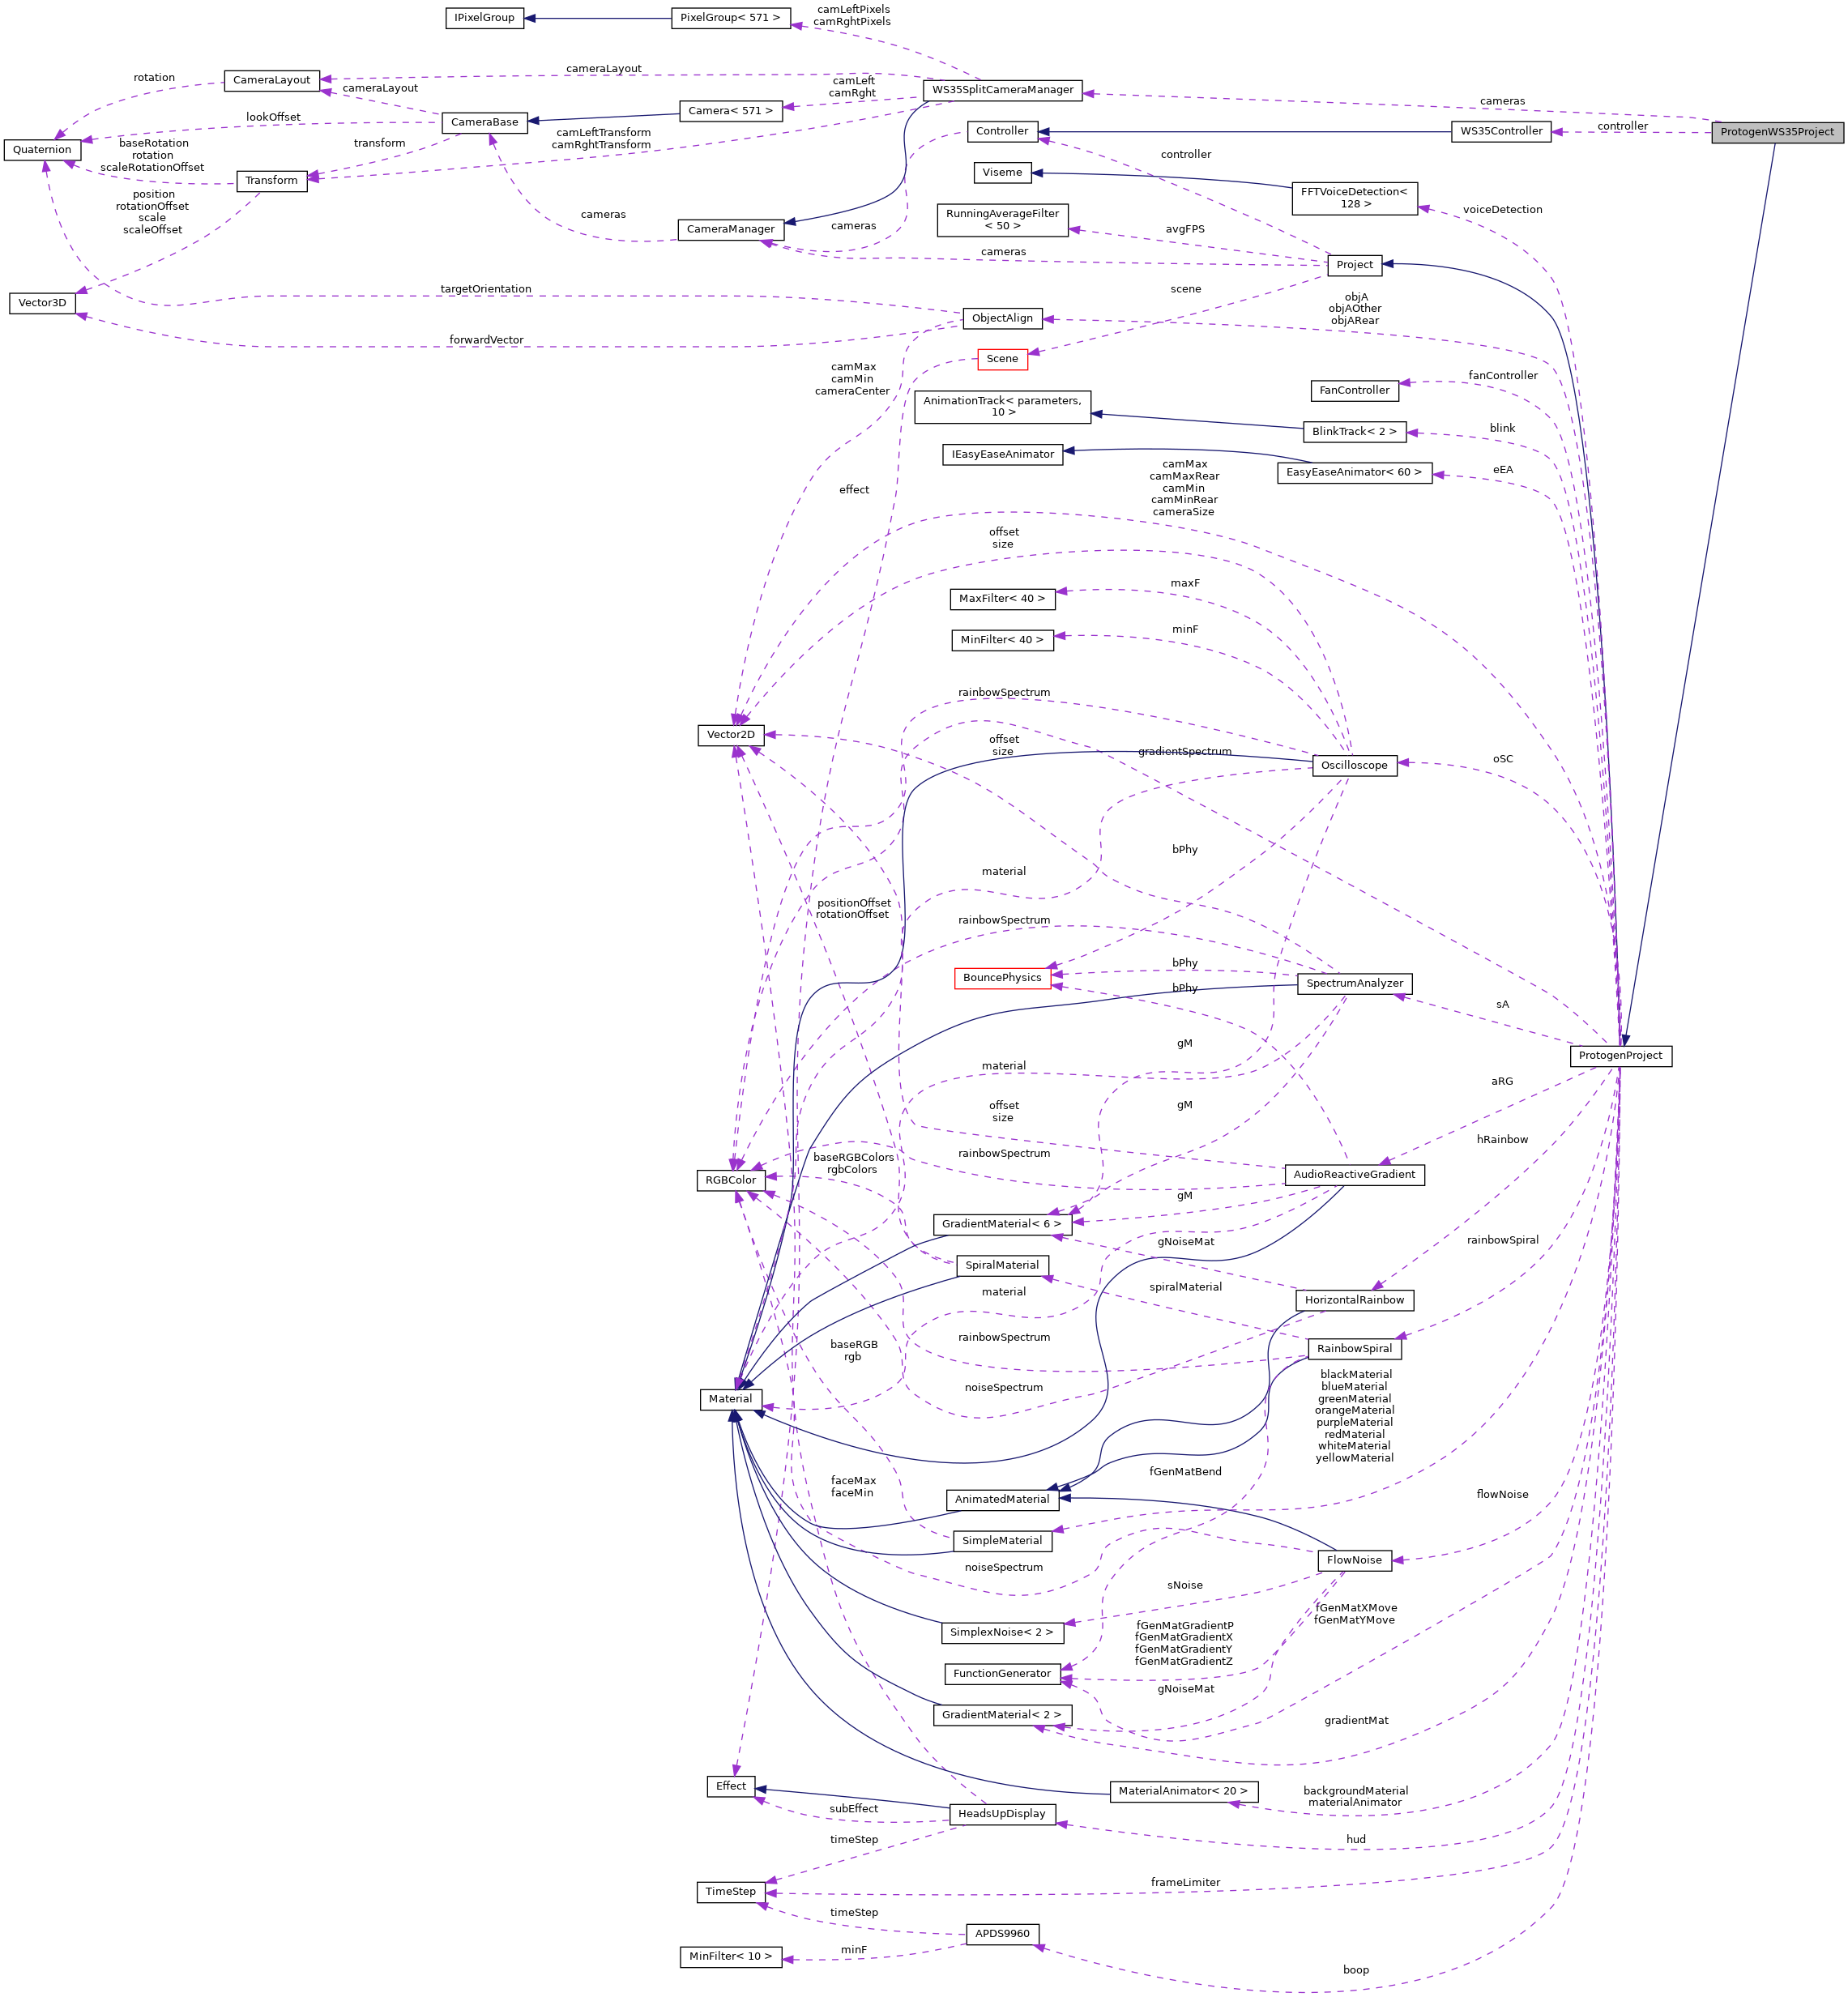 IPixelGroup
PixelGroup< 571 >
camLeftPixels
camRghtPixels
rotation
CameraLayout
cameraLayout
cameraLayout
camLeft
camRght
WS35SplitCameraManager
cameras
lookOffset
CameraBase
Camera< 571 >
Quaternion
baseRotation
rotation
scaleRotationOffset
transform
camLeftTransform
camRghtTransform
Controller
WS35Controller
controller
ProtogenWS35Project
Transform
controller
Viseme
FFTVoiceDetection<
128 >
voiceDetection
position
rotationOffset
scale
scaleOffset
cameras
CameraManager
cameras
RunningAverageFilter
< 50 >
avgFPS
cameras
Project
Vector3D
targetOrientation
scene
forwardVector
ObjectAlign
objA
objAOther
objARear
Scene
camMax
camMin
cameraCenter
FanController
fanController
AnimationTrack< parameters,
10 >
BlinkTrack< 2 >
blink
IEasyEaseAnimator
EasyEaseAnimator< 60 >
eEA
effect
camMax
camMaxRear
camMin
camMinRear
cameraSize
offset
size
MaxFilter< 40 >
maxF
MinFilter< 40 >
minF
rainbowSpectrum
Vector2D
offset
size
gradientSpectrum
Oscilloscope
oSC
bPhy
material
positionOffset
rotationOffset
rainbowSpectrum
BouncePhysics
bPhy
bPhy
SpectrumAnalyzer
sA
gM
material
ProtogenProject
offset
size
gM
aRG
hRainbow
baseRGBColors
rgbColors
rainbowSpectrum
RGBColor
AudioReactiveGradient
gM
GradientMaterial< 6 >
gNoiseMat
rainbowSpiral
SpiralMaterial
spiralMaterial
material
HorizontalRainbow
baseRGB
rgb
rainbowSpectrum
RainbowSpiral
noiseSpectrum
Material
blackMaterial
blueMaterial
greenMaterial
orangeMaterial
purpleMaterial
redMaterial
whiteMaterial
yellowMaterial
faceMax
faceMin
fGenMatBend
AnimatedMaterial
flowNoise
SimpleMaterial
noiseSpectrum
FlowNoise
sNoise
SimplexNoise< 2 >
fGenMatXMove
fGenMatYMove
fGenMatGradientP
fGenMatGradientX
fGenMatGradientY
fGenMatGradientZ
FunctionGenerator
gNoiseMat
GradientMaterial< 2 >
gradientMat
Effect
MaterialAnimator< 20 >
backgroundMaterial
materialAnimator
subEffect
HeadsUpDisplay
timeStep
hud
TimeStep
frameLimiter
timeStep
APDS9960
MinFilter< 10 >
minF
boop